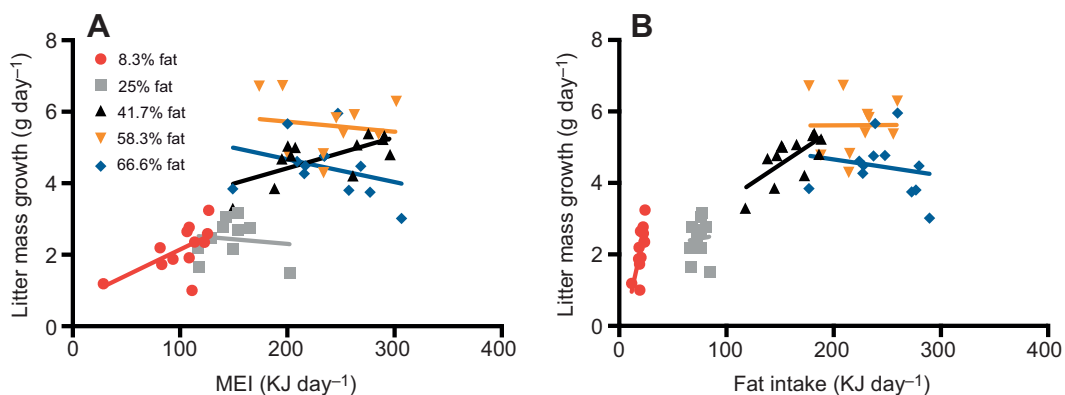 A
Litter mass growth (g day⁻¹)
8
6
4
2
0
8.3% fat
25% fat
41.7% fat
58.3% fat
66.6% fat
0 100 200 300 400
MEI (KJ day⁻¹)
B
Litter mass growth (g day⁻¹)
8
6
4
2
0
0 100 200 300 400
Fat intake (KJ day⁻¹)